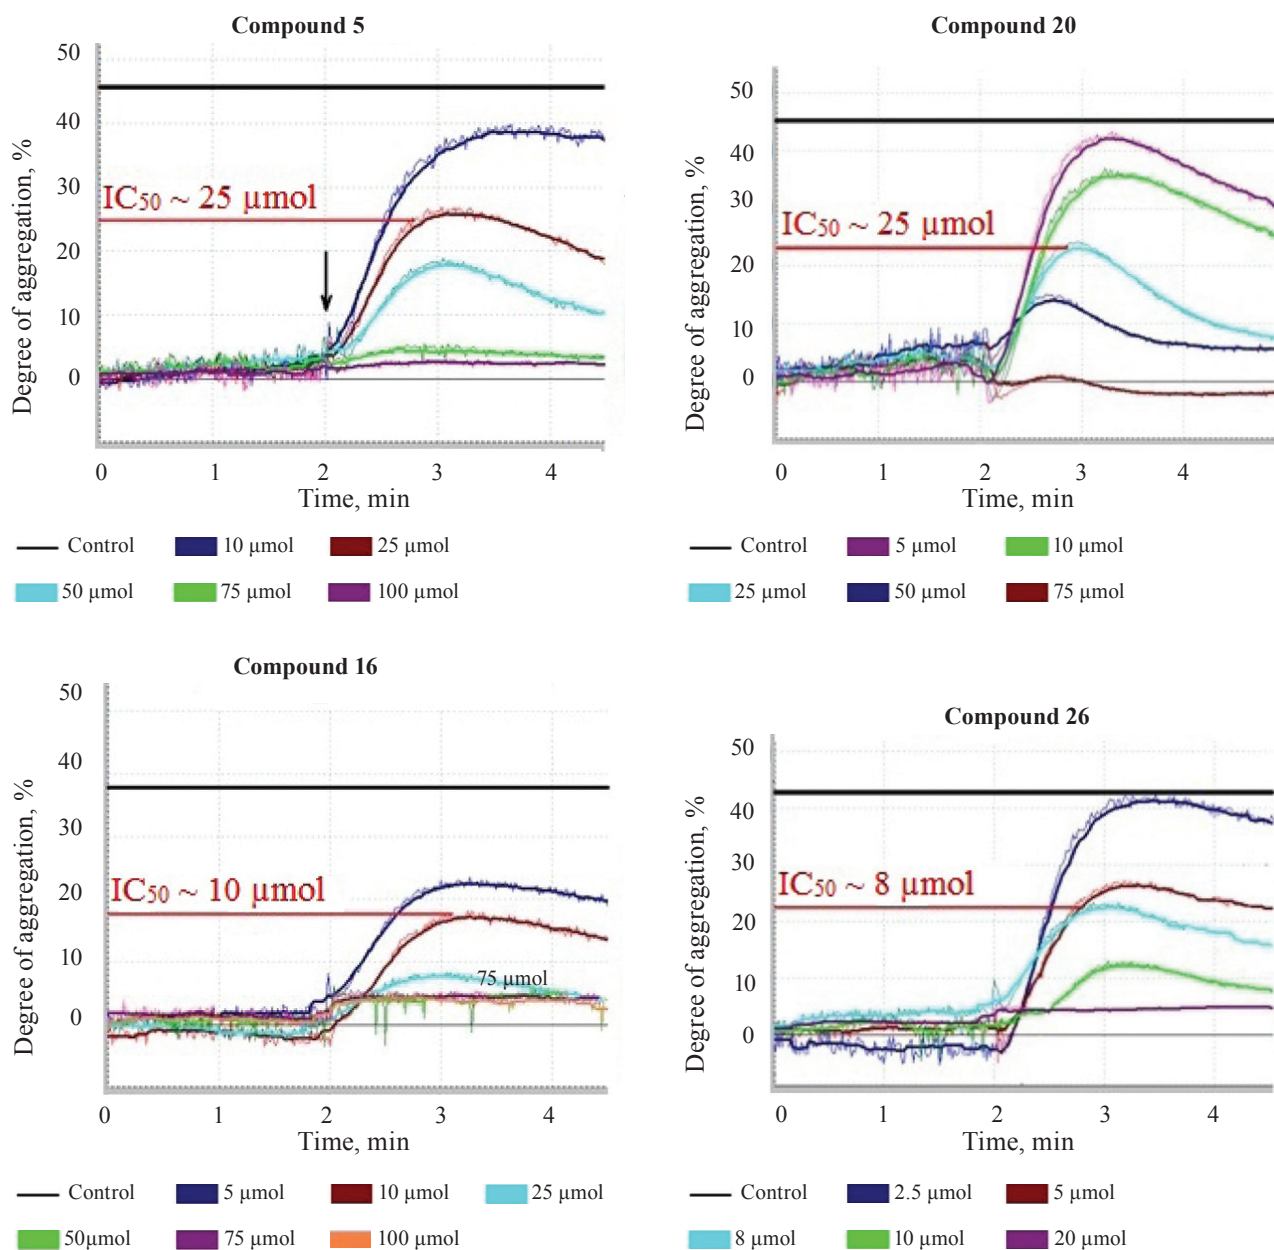 Compound 5
50
40
30
20
10
0
Degree of aggregation, %
IC50 ~ 25 µmol
0 1 2 3 4
Time, min
Control 10 µmol 25 µmol
50 µmol 75 µmol 100 µmol
Compound 20
50
40
30
20
10
0
Degree of aggregation, %
IC50 ~ 25 µmol
0 1 2 3 4
Time, min
Control 5 µmol 10 µmol
25 µmol 50 µmol 75 µmol
Compound 16
50
40
30
20
10
0
Degree of aggregation, %
IC50 ~ 10 µmol
75 µmol
0 1 2 3 4
Time, min
Control 5 µmol 10 µmol 25 µmol
50µmol 75 µmol 100 µmol
Compound 26
50
40
30
20
10
0
Degree of aggregation, %
IC50 ~ 8 µmol
0 1 2 3 4
Time, min
Control 2.5 µmol 5 µmol
8 µmol 10 µmol 20 µmol